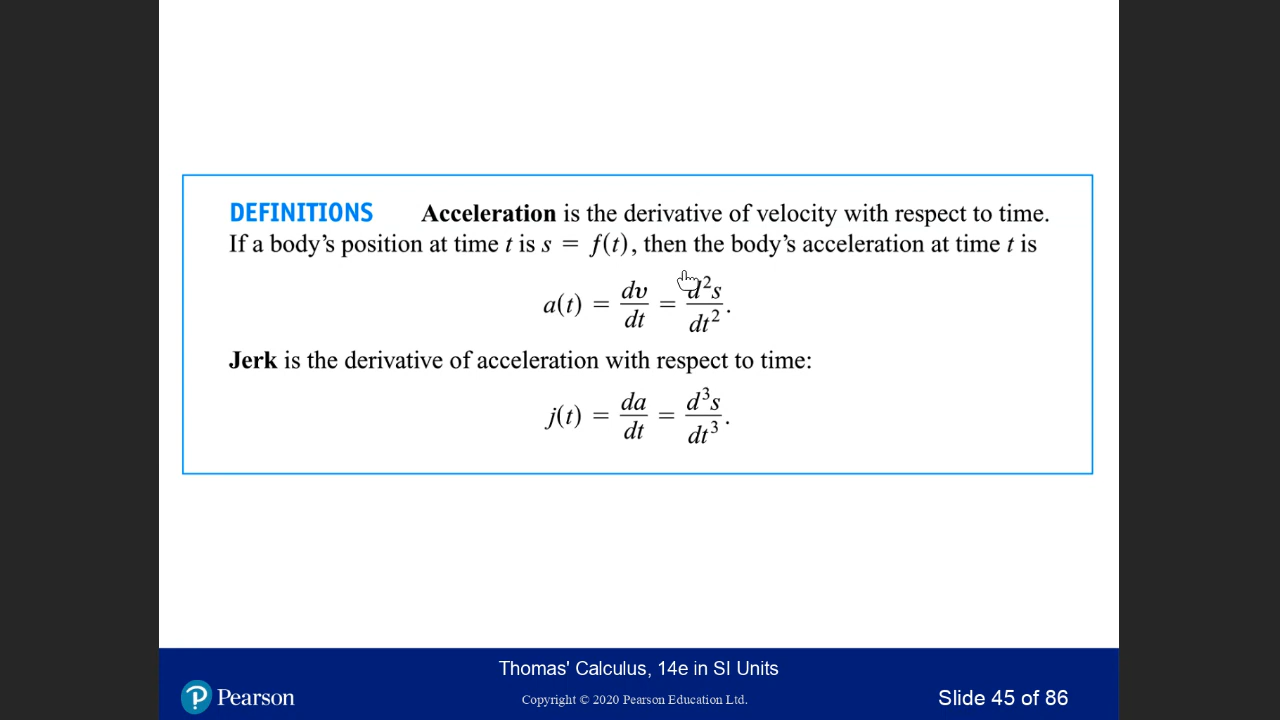 DEFINITIONS Acceleration is the derivative of velocity with respect to time.
If a body's position at time t is s = f(t), then the body's acceleration at time t is
a(t) = dv/dt = d²s/dt².
Jerk is the derivative of acceleration with respect to time:
j(t) = da/dt = d³s/dt³.
Thomas' Calculus, 14e in SI Units
P Pearson
Copyright © 2020 Pearson Education Ltd.
Slide 45 of 86